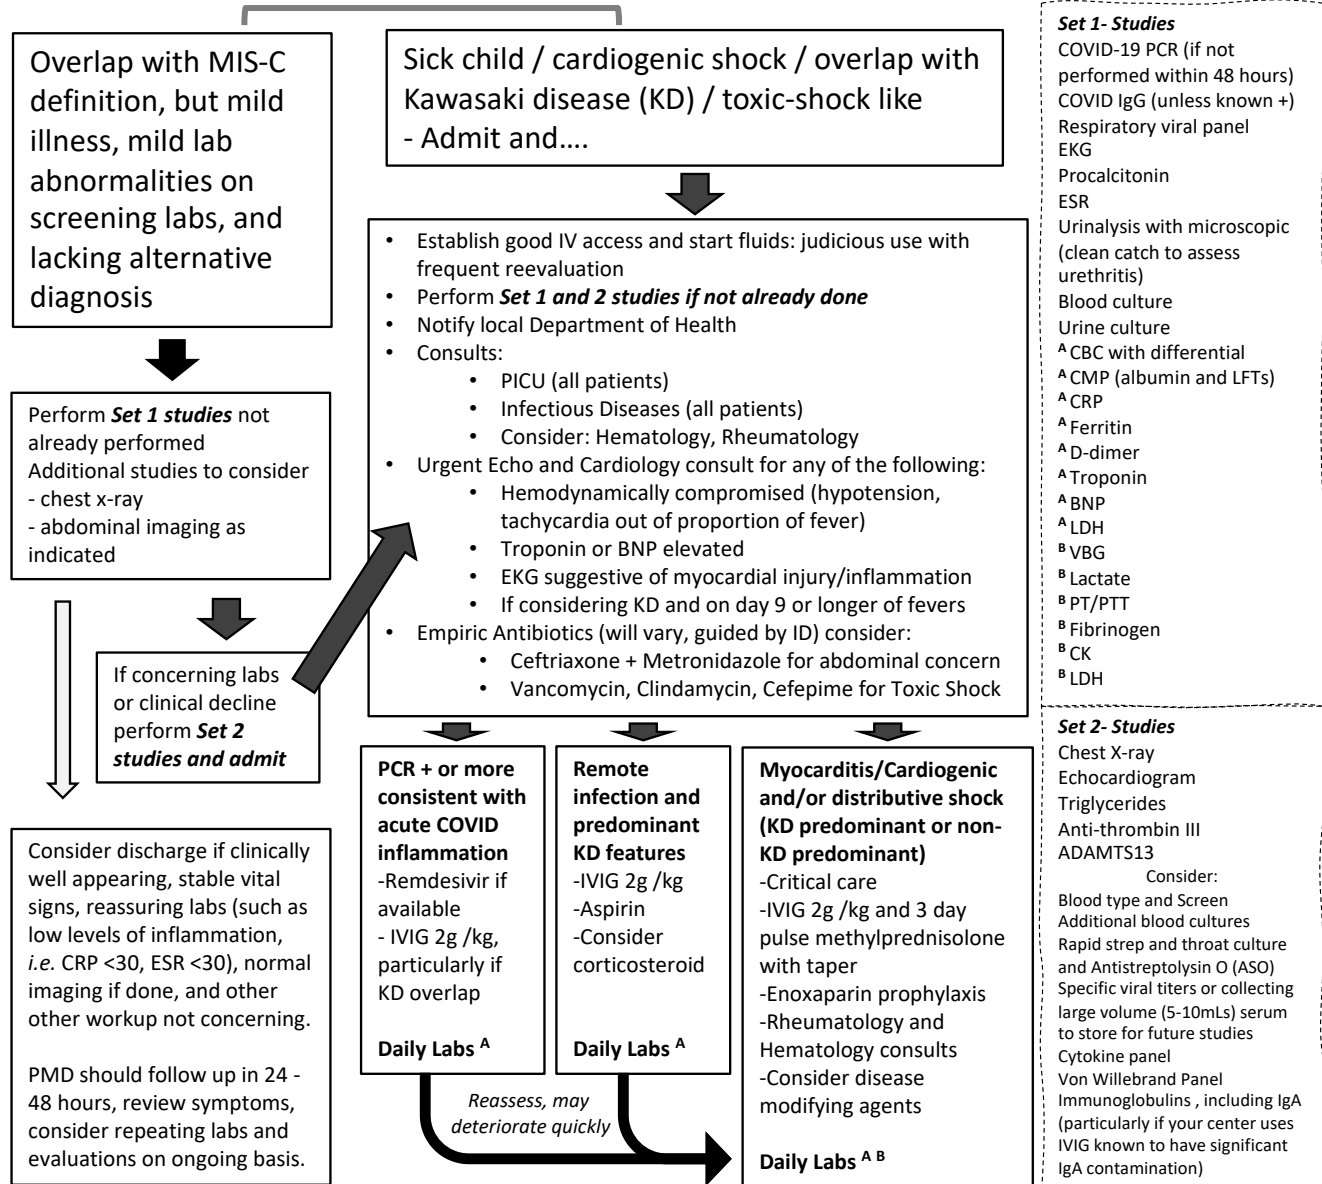 Overlap with MIS-C
definition, but mild
illness, mild lab
abnormalities on
screening labs, and
lacking alternative
diagnosis
Sick child / cardiogenic shock / overlap with
Kawasaki disease (KD) / toxic-shock like
- Admit and....
Perform Set 1 studies not
already performed
Additional studies to consider
- chest x-ray
- abdominal imaging as
indicated
If concerning labs
or clinical decline
perform Set 2
studies and admit
Consider discharge if clinically
well appearing, stable vital
signs, reassuring labs (such as
low levels of inflammation,
i.e. CRP <30, ESR <30), normal
imaging if done, and other
other workup not concerning.
PMD should follow up in 24 -
48 hours, review symptoms,
consider repeating labs and
evaluations on ongoing basis.
• Establish good IV access and start fluids: judicious use with
frequent reevaluation
• Perform Set 1 and 2 studies if not already done
• Notify local Department of Health
• Consults:
• PICU (all patients)
• Infectious Diseases (all patients)
• Consider: Hematology, Rheumatology
• Urgent Echo and Cardiology consult for any of the following:
• Hemodynamically compromised (hypotension,
tachycardia out of proportion of fever)
• Troponin or BNP elevated
• EKG suggestive of myocardial injury/inflammation
• If considering KD and on day 9 or longer of fevers
• Empiric Antibiotics (will vary, guided by ID) consider:
• Ceftriaxone + Metronidazole for abdominal concern
• Vancomycin, Clindamycin, Cefepime for Toxic Shock
PCR + or more
consistent with
acute COVID
inflammation
-Remdesivir if
available
- IVIG 2g /kg,
particularly if
KD overlap
Daily Labs A
Remote
infection and
predominant
KD features
-IVIG 2g /kg
-Aspirin
-Consider
corticosteroid
Daily Labs A
Myocarditis/Cardiogenic
and/or distributive shock
(KD predominant or non-
KD predominant)
-Critical care
-IVIG 2g /kg and 3 day
pulse methylprednisolone
with taper
-Enoxaparin prophylaxis
-Rheumatology and
Hematology consults
-Consider disease
modifying agents
Daily Labs A B
Reassess, may
deteriorate quickly
Set 1- Studies
COVID-19 PCR (if not
performed within 48 hours)
COVID IgG (unless known +)
Respiratory viral panel
EKG
Procalcitonin
ESR
Urinalysis with microscopic
(clean catch to assess
urethritis)
Blood culture
Urine culture
A CBC with differential
A CMP (albumin and LFTs)
A CRP
A Ferritin
A D-dimer
A Troponin
A BNP
A LDH
B VBG
B Lactate
B PT/PTT
B Fibrinogen
B CK
B LDH
Set 2- Studies
Chest X-ray
Echocardiogram
Triglycerides
Anti-thrombin III
ADAMTS13
Consider:
Blood type and Screen
Additional blood cultures
Rapid strep and throat culture
and Antistreptolysin O (ASO)
Specific viral titers or collecting
large volume (5-10mLs) serum
to store for future studies
Cytokine panel
Von Willebrand Panel
Immunoglobulins , including IgA
(particularly if your center uses
IVIG known to have significant
IgA contamination)